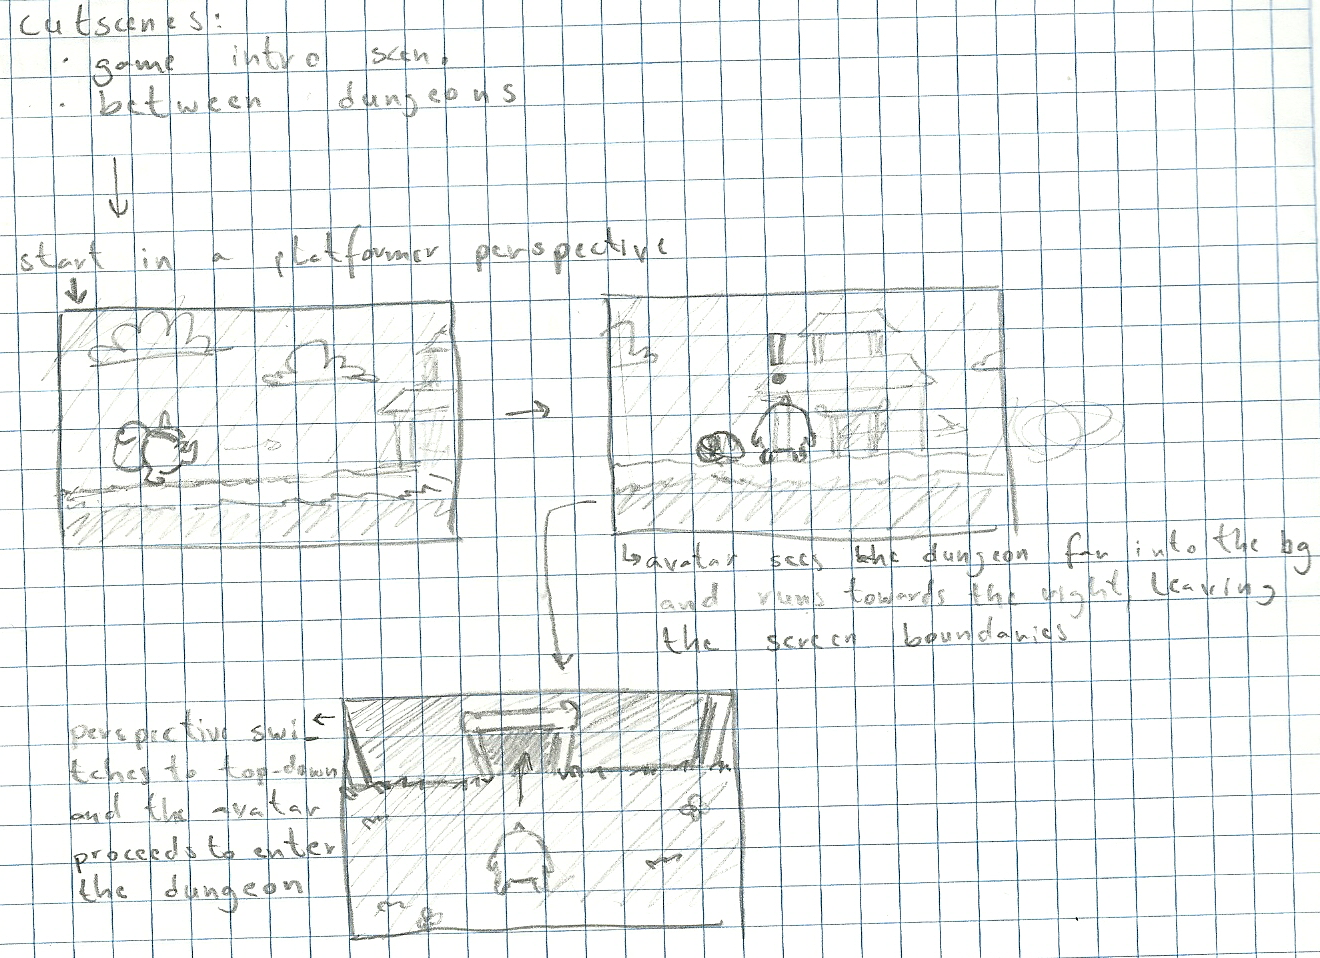 cutscenes:
· game intro scen.
· between dungeons
start in a platformer perspective
↳avatar sees the dungeon far into the bg
and runs towards the right, leaving
the screen boundaries
perspective swi-
tches to top-down
and the avatar
proceeds to enter
the dungeon